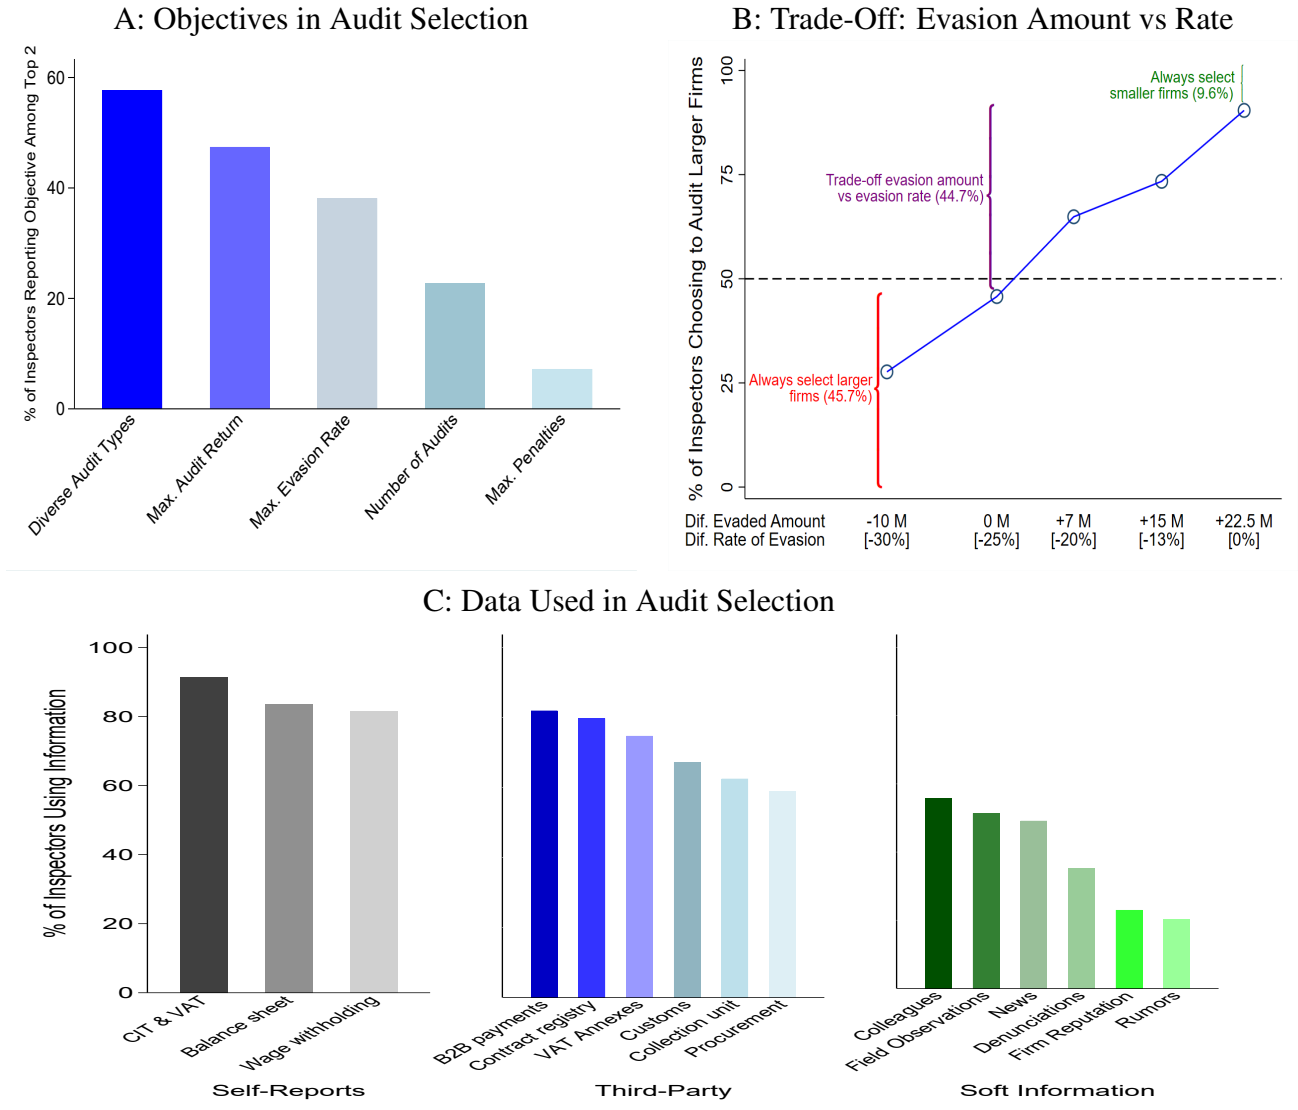 A: Objectives in Audit Selection
% of Inspectors Reporting Objective Among Top 2
60
40
20
0
Diverse Audit Types
Max. Audit Return
Max. Evasion Rate
Number of Audits
Max. Penalties
B: Trade-Off: Evasion Amount vs Rate
% of Inspectors Choosing to Audit Larger Firms
100
75
50
25
0
Always select
smaller firms (9.6%)
Trade-off evasion amount
vs evasion rate (44.7%)
Always select larger
firms (45.7%)
Dif. Evaded Amount -10 M 0 M +7 M +15 M +22.5 M
Dif. Rate of Evasion [-30%] [-25%] [-20%] [-13%] [0%]
C: Data Used in Audit Selection
% of Inspectors Using Information
100
80
60
40
20
0
CIT & VAT
Balance sheet
Wage withholding
Self-Reports
B2B payments
Contract registry
VAT Annexes
Customs
Collection unit
Procurement
Third-Party
Colleagues
Field Observations
News
Denunciations
Firm Reputation
Rumors
Soft Information